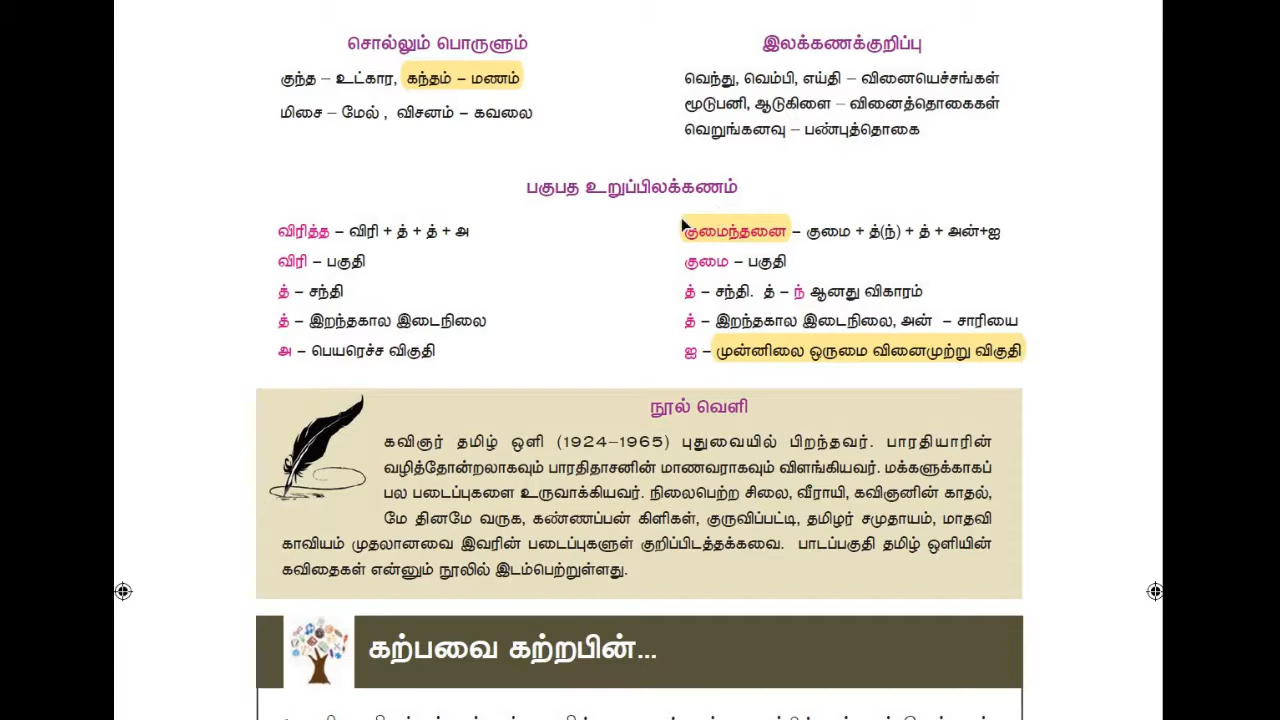 சொல்லும் பொருளும்
குந்த – உட்கார, கந்தம் – மணம்
மிசை – மேல் , விசனம் – கவலை
இலக்கணக்குறிப்பு
வெந்து, வெம்பி, எய்தி – வினையெச்சங்கள்
மூடுபனி, ஆடுகிளை – வினைத்தொகைகள்
வெறுங்கனவு – பண்புத்தொகை
பகுபத உறுப்பிலக்கணம்
விரித்த – விரி + த் + த் + அ
விரி – பகுதி
த் – சந்தி
த் – இறந்தகால இடைநிலை
அ – பெயரெச்ச விகுதி
குமைந்தனை – குமை + த்(ந்) + த் + அன்+ஐ
குமை – பகுதி
த் – சந்தி. த் – ந் ஆனது விகாரம்
த் – இறந்தகால இடைநிலை, அன் – சாரியை
ஐ – முன்னிலை ஒருமை வினைமுற்று விகுதி
நூல் வெளி
கவிஞர் தமிழ் ஒளி (1924–1965) புதுவையில் பிறந்தவர். பாரதியாரின்
வழித்தோன்றலாகவும் பாரதிதாசனின் மாணவராகவும் விளங்கியவர். மக்களுக்காகப்
பல படைப்புகளை உருவாக்கியவர். நிலைபெற்ற சிலை, வீராயி, கவிஞனின் காதல்,
மே தினமே வருக, கண்ணப்பன் கிளிகள், குருவிப்பட்டி, தமிழர் சமுதாயம், மாதவி
காவியம் முதலானவை இவரின் படைப்புகளுள் குறிப்பிடத்தக்கவை. பாடப்பகுதி தமிழ் ஒளியின்
கவிதைகள் என்னும் நூலில் இடம்பெற்றுள்ளது.
கற்பவை கற்றபின்...